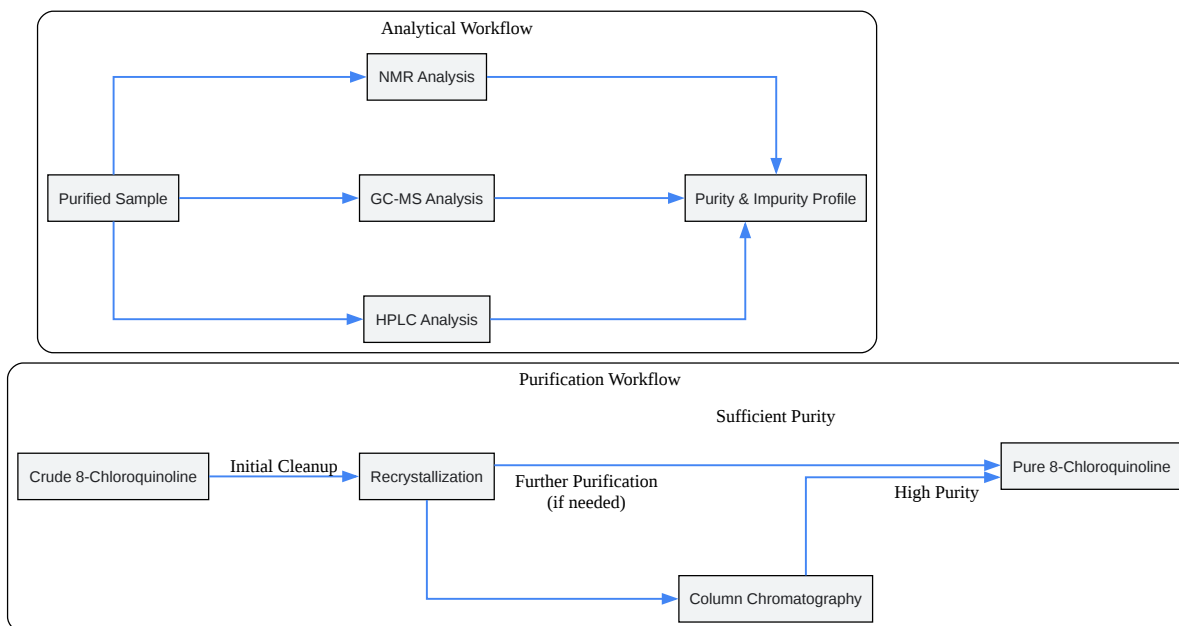 Analytical Workflow
NMR Analysis
Purified Sample
GC-MS Analysis
Purity & Impurity Profile
HPLC Analysis
Purification Workflow
Sufficient Purity
Crude 8-Chloroquinoline
Initial Cleanup
Recrystallization
Further Purification
(if needed)
High Purity
Pure 8-Chloroquinoline
Column Chromatography